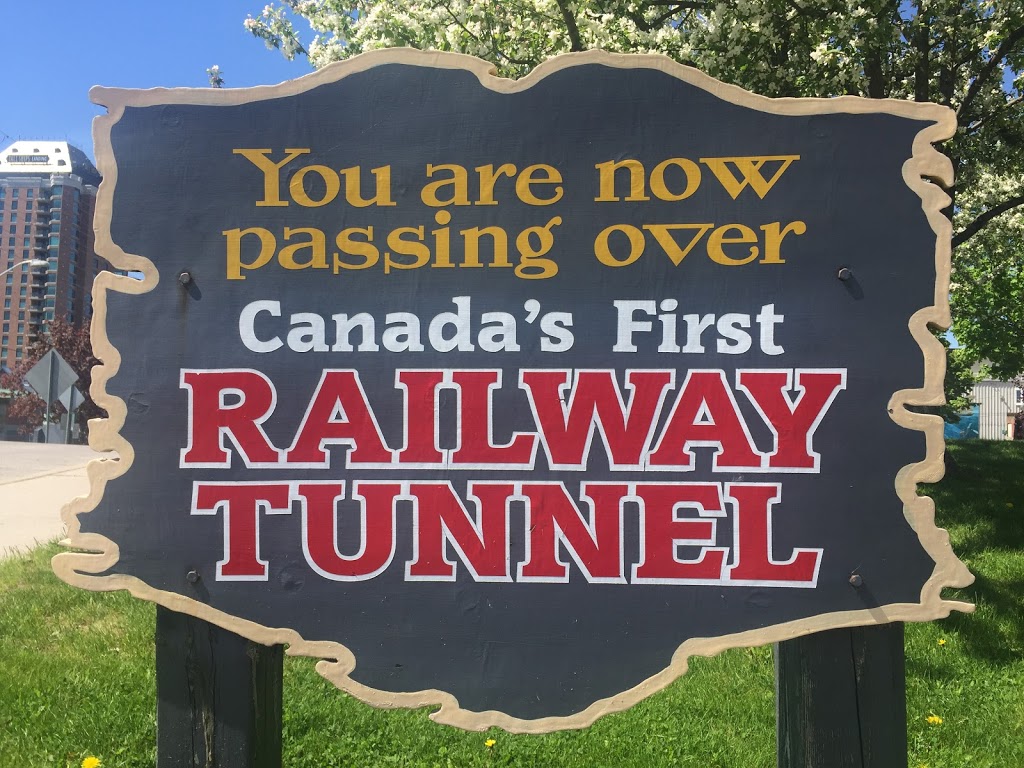 You are now
passing over
Canada's First
RAILWAY
TUNNEL